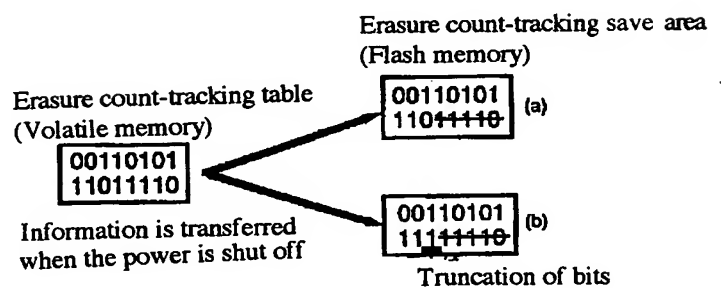 Erasure count-tracking save area
(Flash memory)
00110101
11011110
(a)
Erasure count-tracking table
(Volatile memory)
00110101
11011110
Information is transferred
when the power is shut off
00110101
11111110
(b)
Truncation of bits